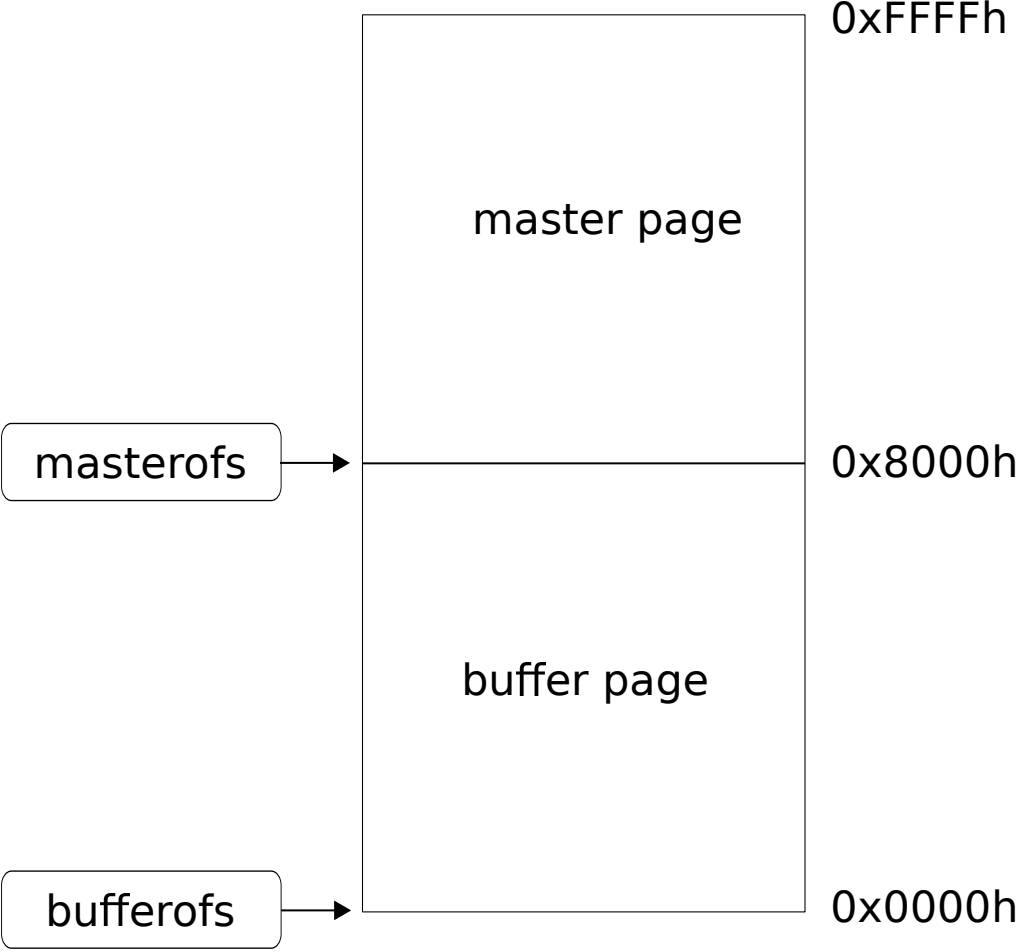 0xFFFFh
master page
masterofs
0x8000h
buffer page
bufferofs
0x0000h